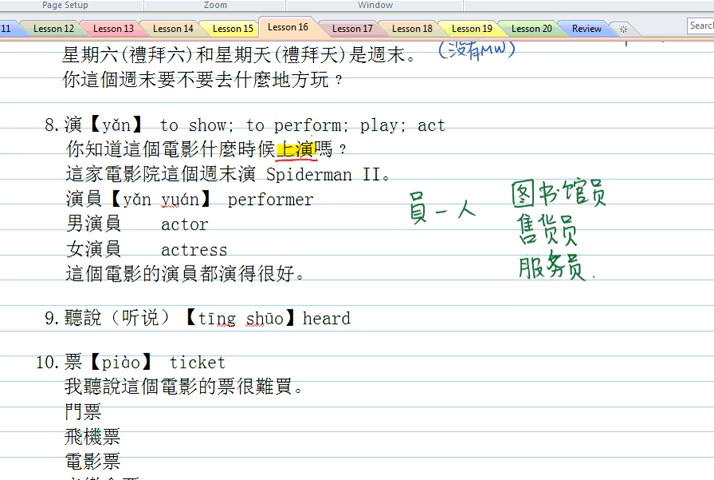 Page Setup Zoom Window
11 Lesson 12 Lesson 13 Lesson 14 Lesson 15 Lesson 16 Lesson 17 Lesson 18 Lesson 19 Lesson 20 Review Search
星期六(禮拜六)和星期天(禮拜天)是週末。 (没有MW)
你這個週末要不要去什麼地方玩?
8. 演【yǎn】 to show; to perform; play; act
你知道這個電影什麼時候上演嗎?
這家電影院這個週末演 Spiderman II。
演員【yǎn yuán】 performer
員一人
图书馆员
男演員 actor
售货员
女演員 actress
服务员.
這個電影的演員都演得很好。
9. 聽說(听说)【tīng shūo】heard
10. 票【piào】 ticket
我聽說這個電影的票很難買。
門票
飛機票
電影票